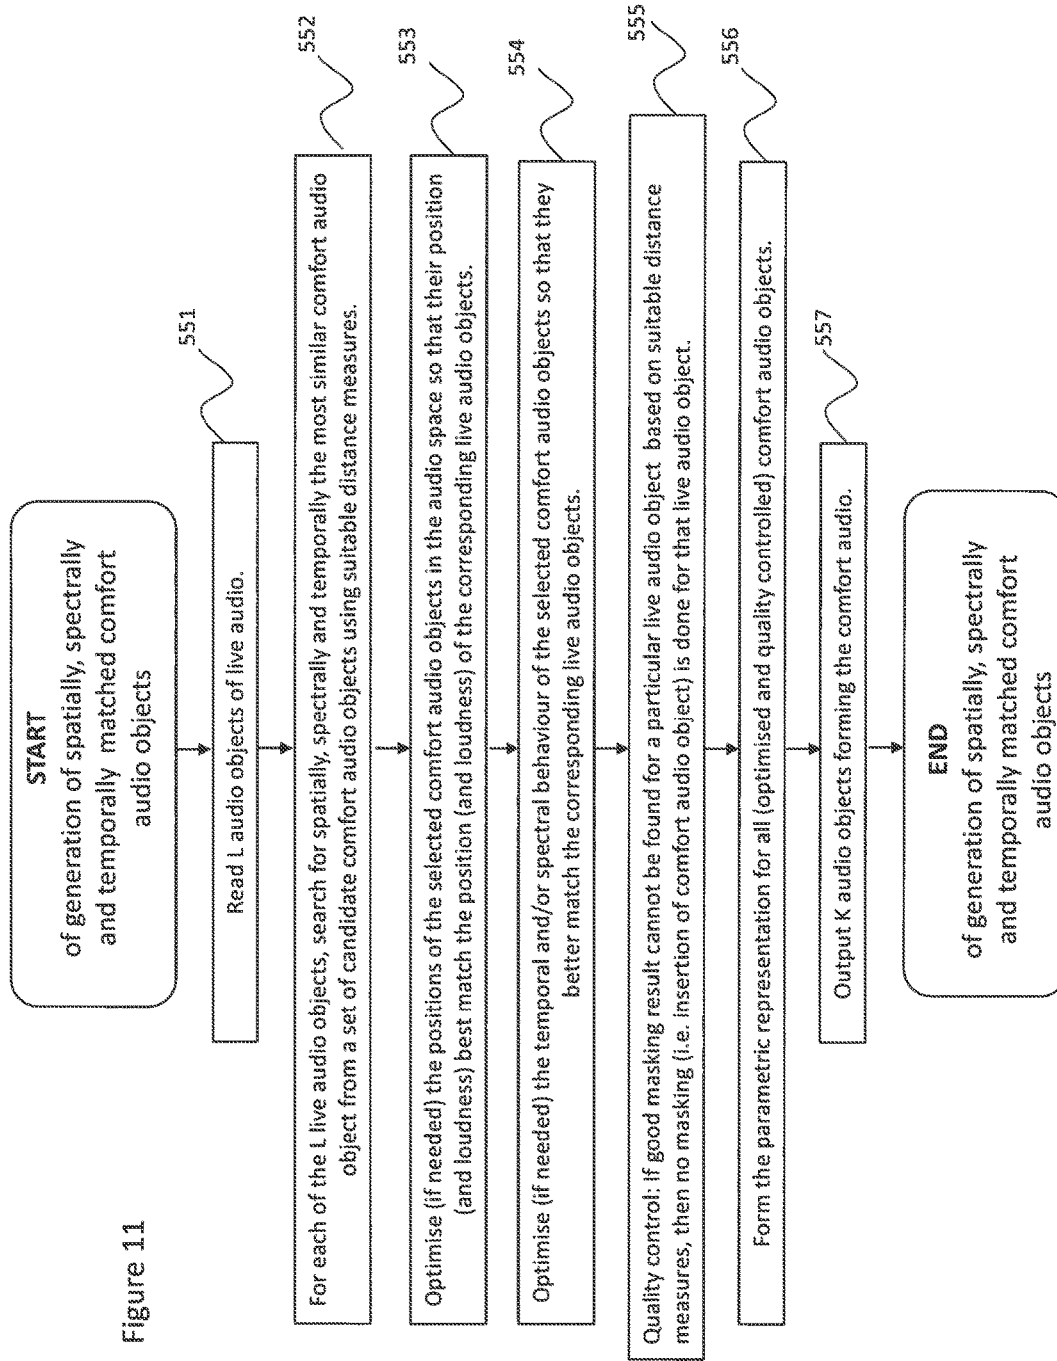 Figure 11
START
of generation of spatially, spectrally
and temporally matched comfort
audio objects
Read L audio objects of live audio.
551
For each of the L live audio objects, search for spatially, spectrally and temporally the most similar comfort audio
object from a set of candidate comfort audio objects using suitable distance measures.
552
Optimise (if needed) the positions of the selected comfort audio objects in the audio space so that their position
(and loudness) best match the position (and loudness) of the corresponding live audio objects.
553
Optimise (if needed) the temporal and/or spectral behaviour of the selected comfort audio objects so that they
better match the corresponding live audio objects.
554
Quality control: If good masking result cannot be found for a particular live audio object based on suitable distance
measures, then no masking (i.e. insertion of comfort audio object) is done for that live audio object.
555
Form the parametric representation for all (optimised and quality controlled) comfort audio objects.
556
Output K audio objects forming the comfort audio.
557
END
of generation of spatially, spectrally
and temporally matched comfort
audio objects